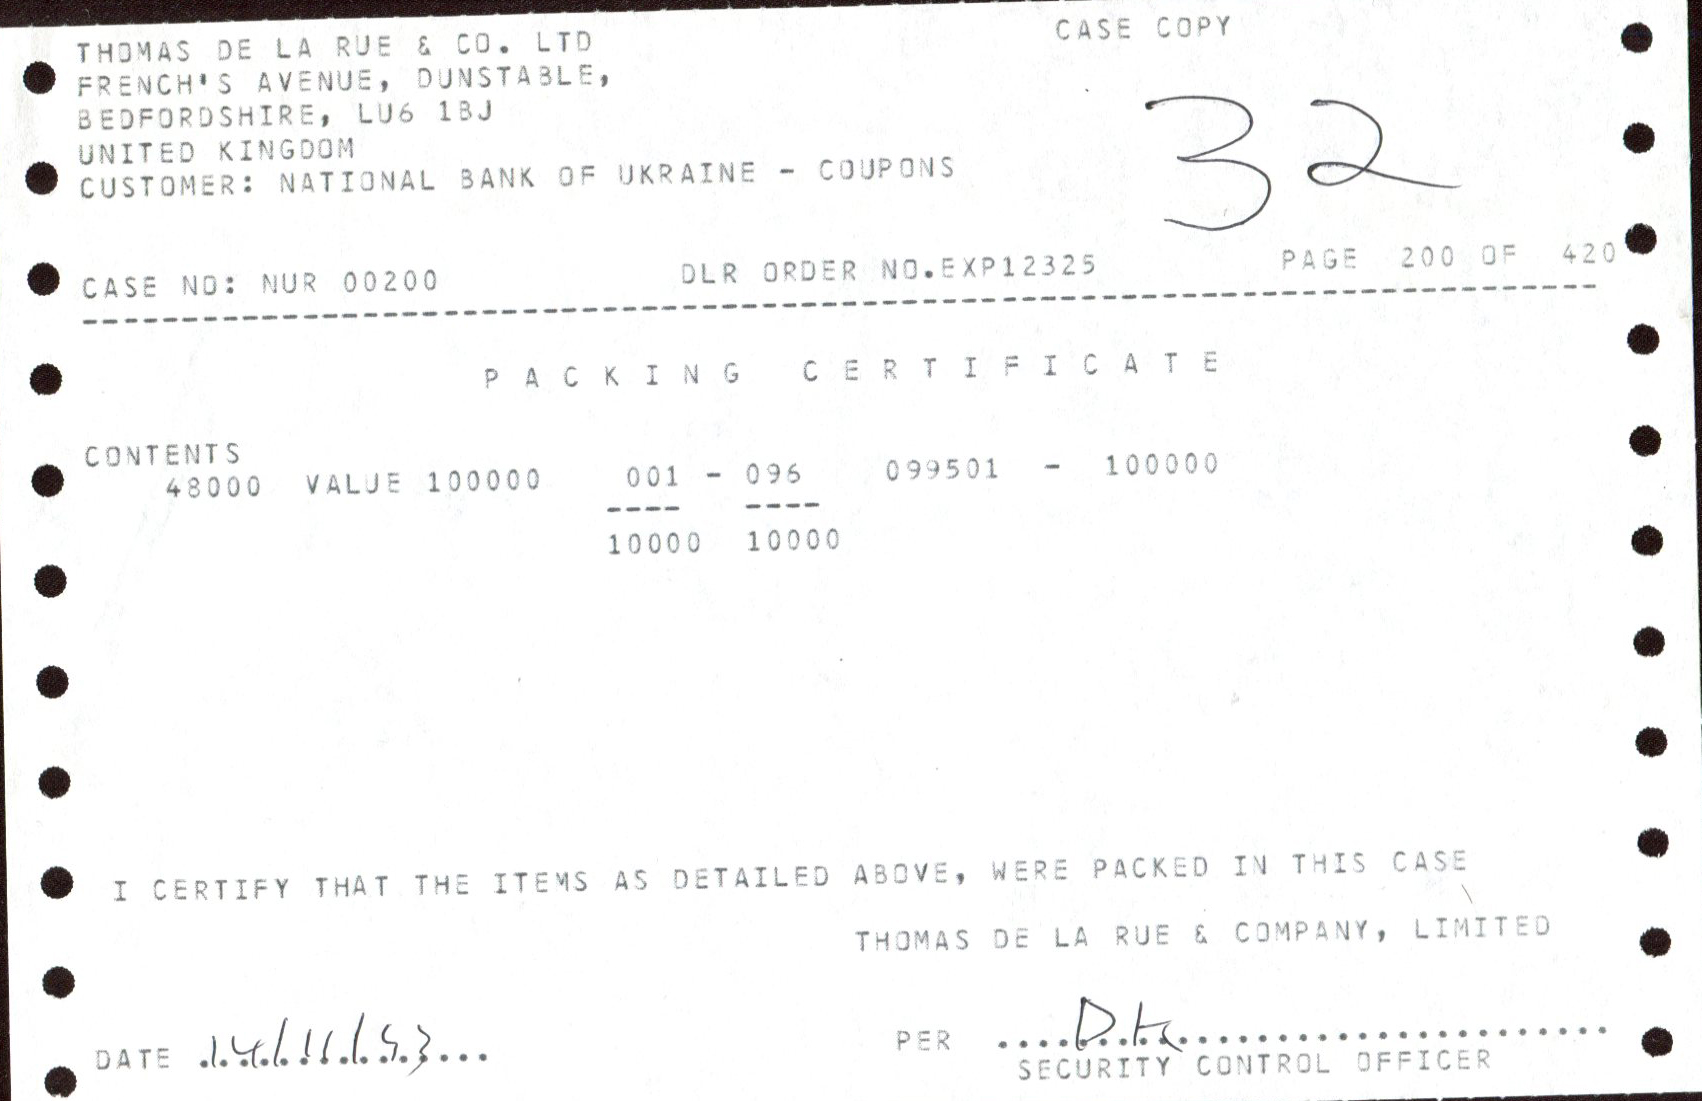 CASE COPY
THOMAS DE LA RUE & CO. LTD
FRENCH'S AVENUE, DUNSTABLE,
BEDFORDSHIRE, LU6 1BJ
UNITED KINGDOM
CUSTOMER: NATIONAL BANK OF UKRAINE - COUPONS
32
CASE NO: NUR 00200 DLR ORDER NO.EXP12325 PAGE 200 OF 420
PACKING CERTIFICATE
CONTENTS
48000 VALUE 100000 001 - 096 099501 - 100000
---- ----
10000 10000
I CERTIFY THAT THE ITEMS AS DETAILED ABOVE, WERE PACKED IN THIS CASE
THOMAS DE LA RUE & COMPANY, LIMITED
DATE PER
SECURITY CONTROL OFFICER